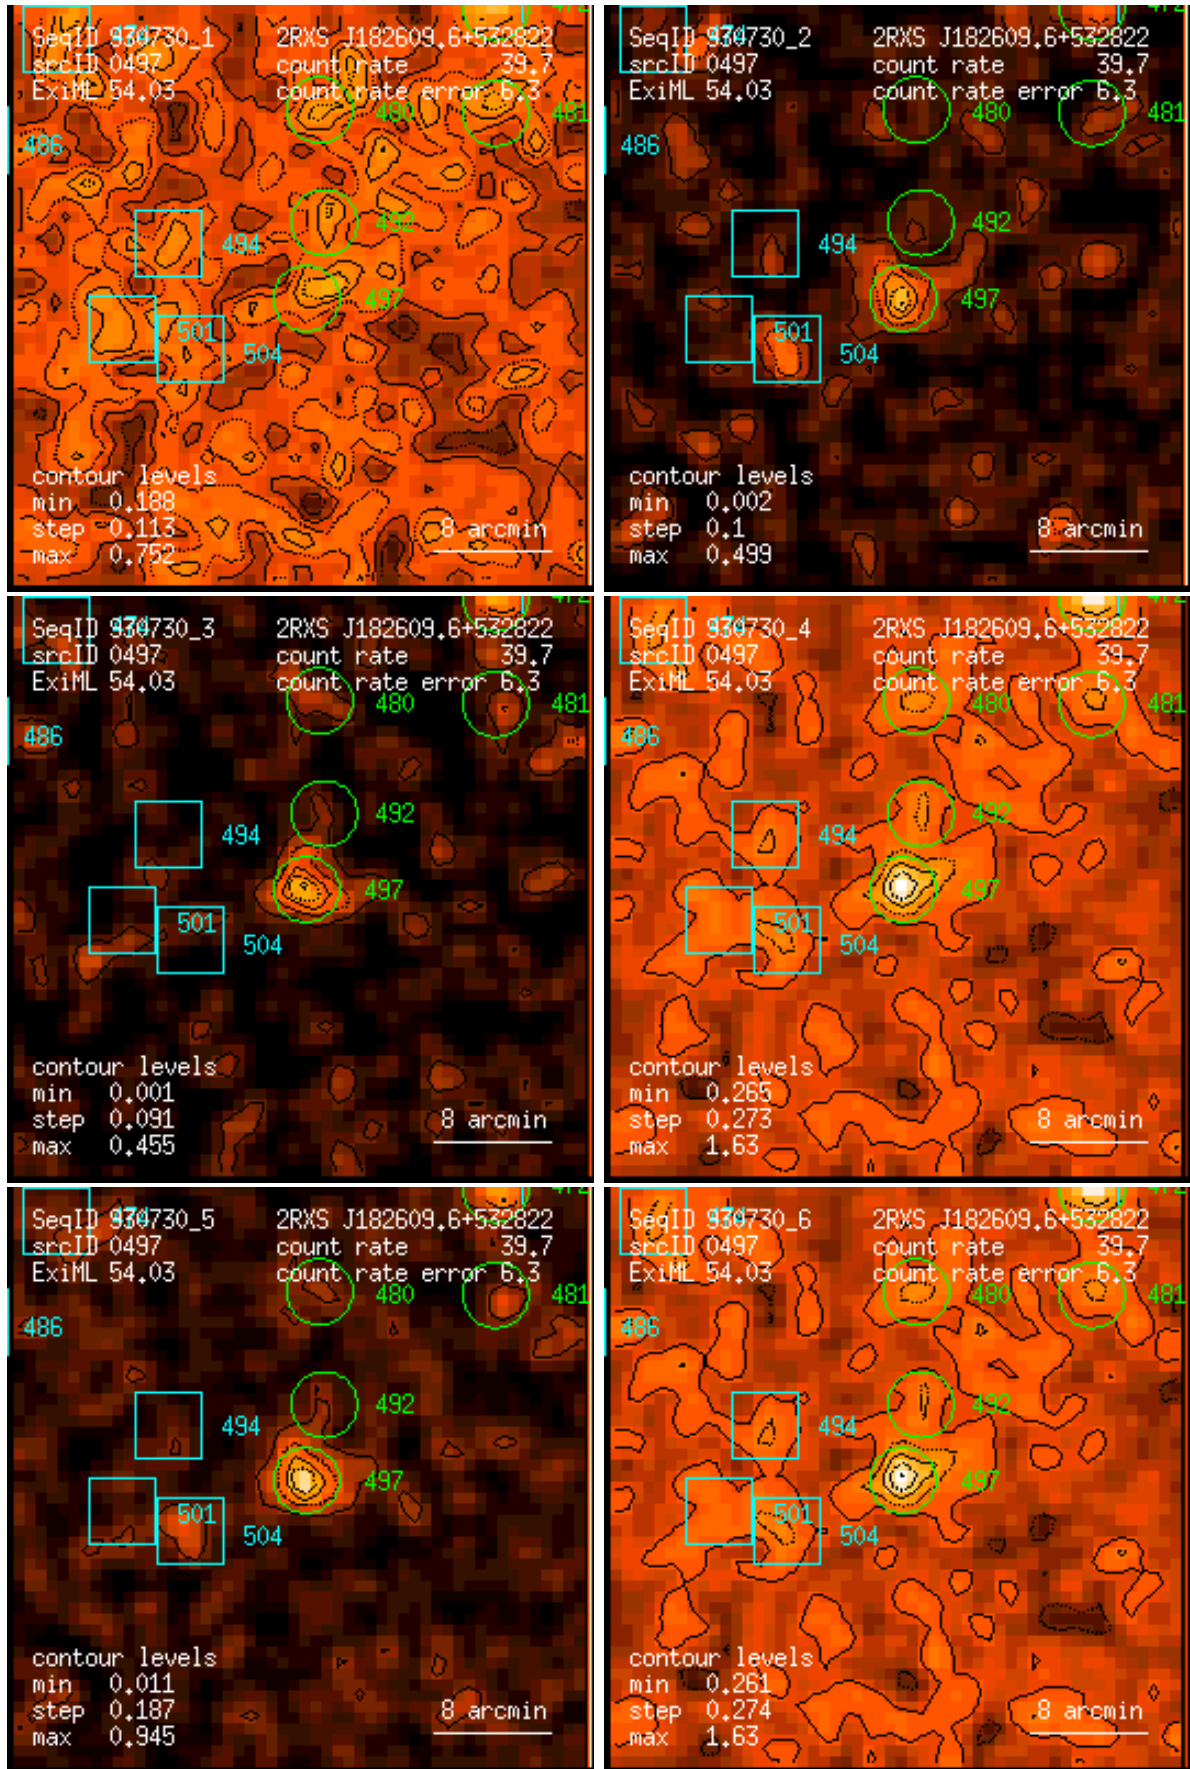 472
SeqID 930730_1 2RXS J182609.6+532822
474
srcID 0497 count rate 39.7
ExiML 54.03 count rate error 6.3
480 481
486
492
494
497
501
504
contour levels
min 0.188
step 0.113 8 arcmin
max 0.752
472
SeqID 930730_2 2RXS J182609.6+532822
474
srcID 0497 count rate 39.7
ExiML 54.03 count rate error 6.3
480 481
486
492
494
497
501
504
contour levels
min 0.002
step 0.1 8 arcmin
max 0.499
472
SeqID 930730_3 2RXS J182609.6+532822
474
srcID 0497 count rate 39.7
ExiML 54.03 count rate error 6.3
480 481
486
492
494
497
501
504
contour levels
min 0.001
step 0.091 8 arcmin
max 0.455
472
SeqID 930730_4 2RXS J182609.6+532822
474
srcID 0497 count rate 39.7
ExiML 54.03 count rate error 6.3
480 481
486
492
494
497
501
504
contour levels
min 0.265
step 0.273 8 arcmin
max 1.63
472
SeqID 930730_5 2RXS J182609.6+532822
474
srcID 0497 count rate 39.7
ExiML 54.03 count rate error 6.3
480 481
486
492
494
497
501
504
contour levels
min 0.011
step 0.187 8 arcmin
max 0.945
472
SeqID 930730_6 2RXS J182609.6+532822
474
srcID 0497 count rate 39.7
ExiML 54.03 count rate error 6.3
480 481
486
492
494
497
501
504
contour levels
min 0.261
step 0.274 8 arcmin
max 1.63